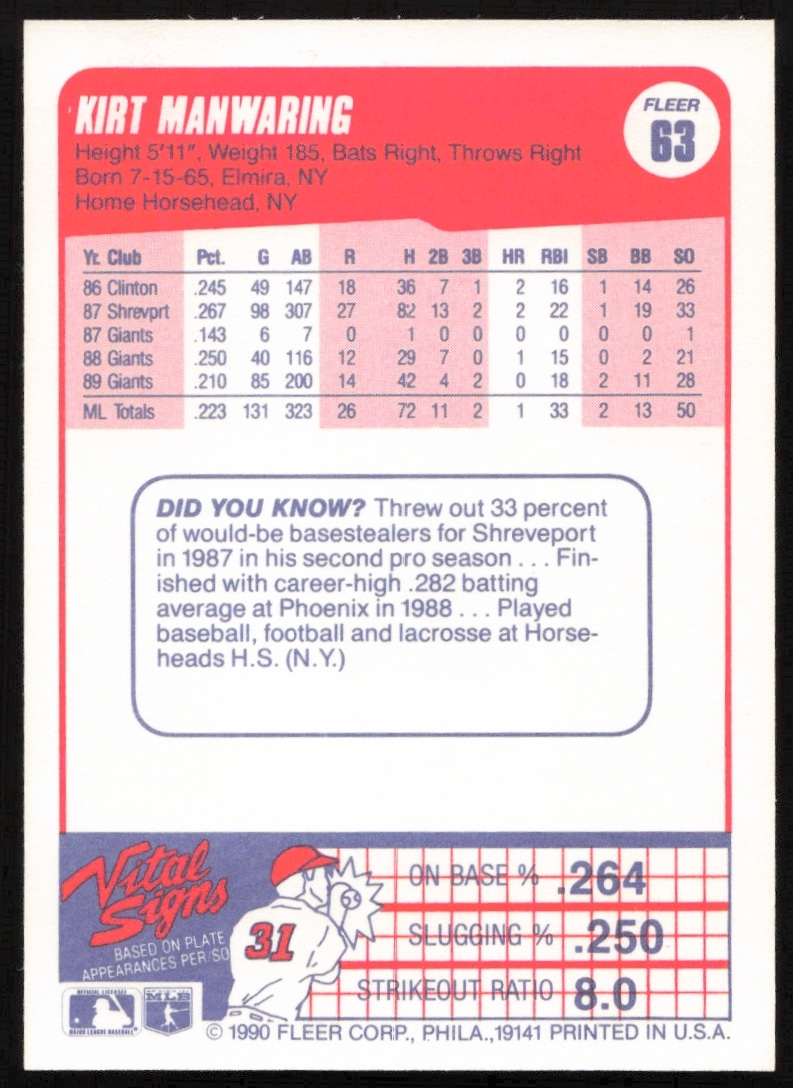 KIRT MANWARING
FLEER
63
Height 5'11", Weight 185, Bats Right, Throws Right
Born 7-15-65, Elmira, NY
Home Horsehead, NY
Yr. Club Pct. G AB R H 2B 3B HR RBI SB BB SO
86 Clinton .245 49 147 18 36 7 1 2 16 1 14 26
87 Shrevprt .267 98 307 27 82 13 2 2 22 1 19 33
87 Giants .143 6 7 0 1 0 0 0 0 0 0 1
88 Giants .250 40 116 12 29 7 0 1 15 0 2 21
89 Giants .210 85 200 14 42 4 2 0 18 2 11 28
ML Totals .223 131 323 26 72 11 2 1 33 2 13 50
DID YOU KNOW? Threw out 33 percent
of would-be basestealers for Shreveport
in 1987 in his second pro season . . . Fin-
ished with career-high .282 batting
average at Phoenix in 1988 . . . Played
baseball, football and lacrosse at Horse-
heads H.S. (N.Y.)
Vital
Signs
BASED ON PLATE
APPEARANCES PER/SO
31
ON BASE % .264
SLUGGING % .250
STRIKEOUT RATIO 8.0
OFFICIAL LICENSEE
MAJOR LEAGUE BASEBALL
MLB
© 1990 FLEER CORP., PHILA.,19141 PRINTED IN U.S.A.